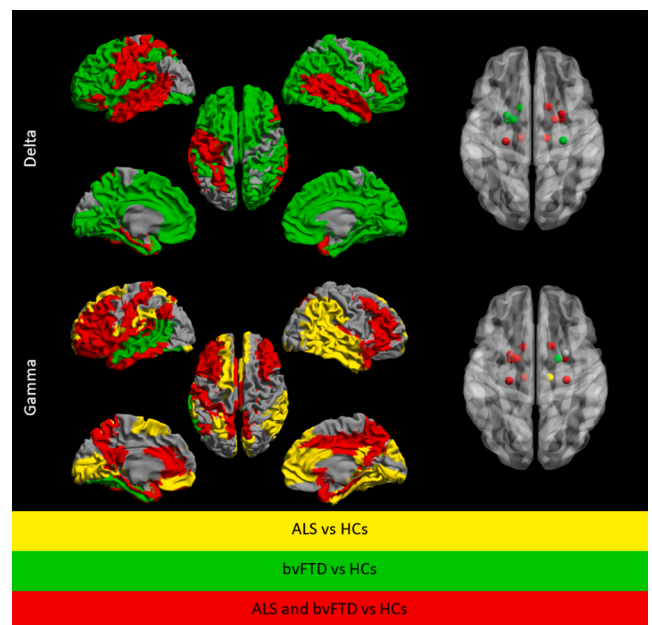 Delta
Gamma
ALS vs HCs
bvFTD vs HCs
ALS and bvFTD vs HCs